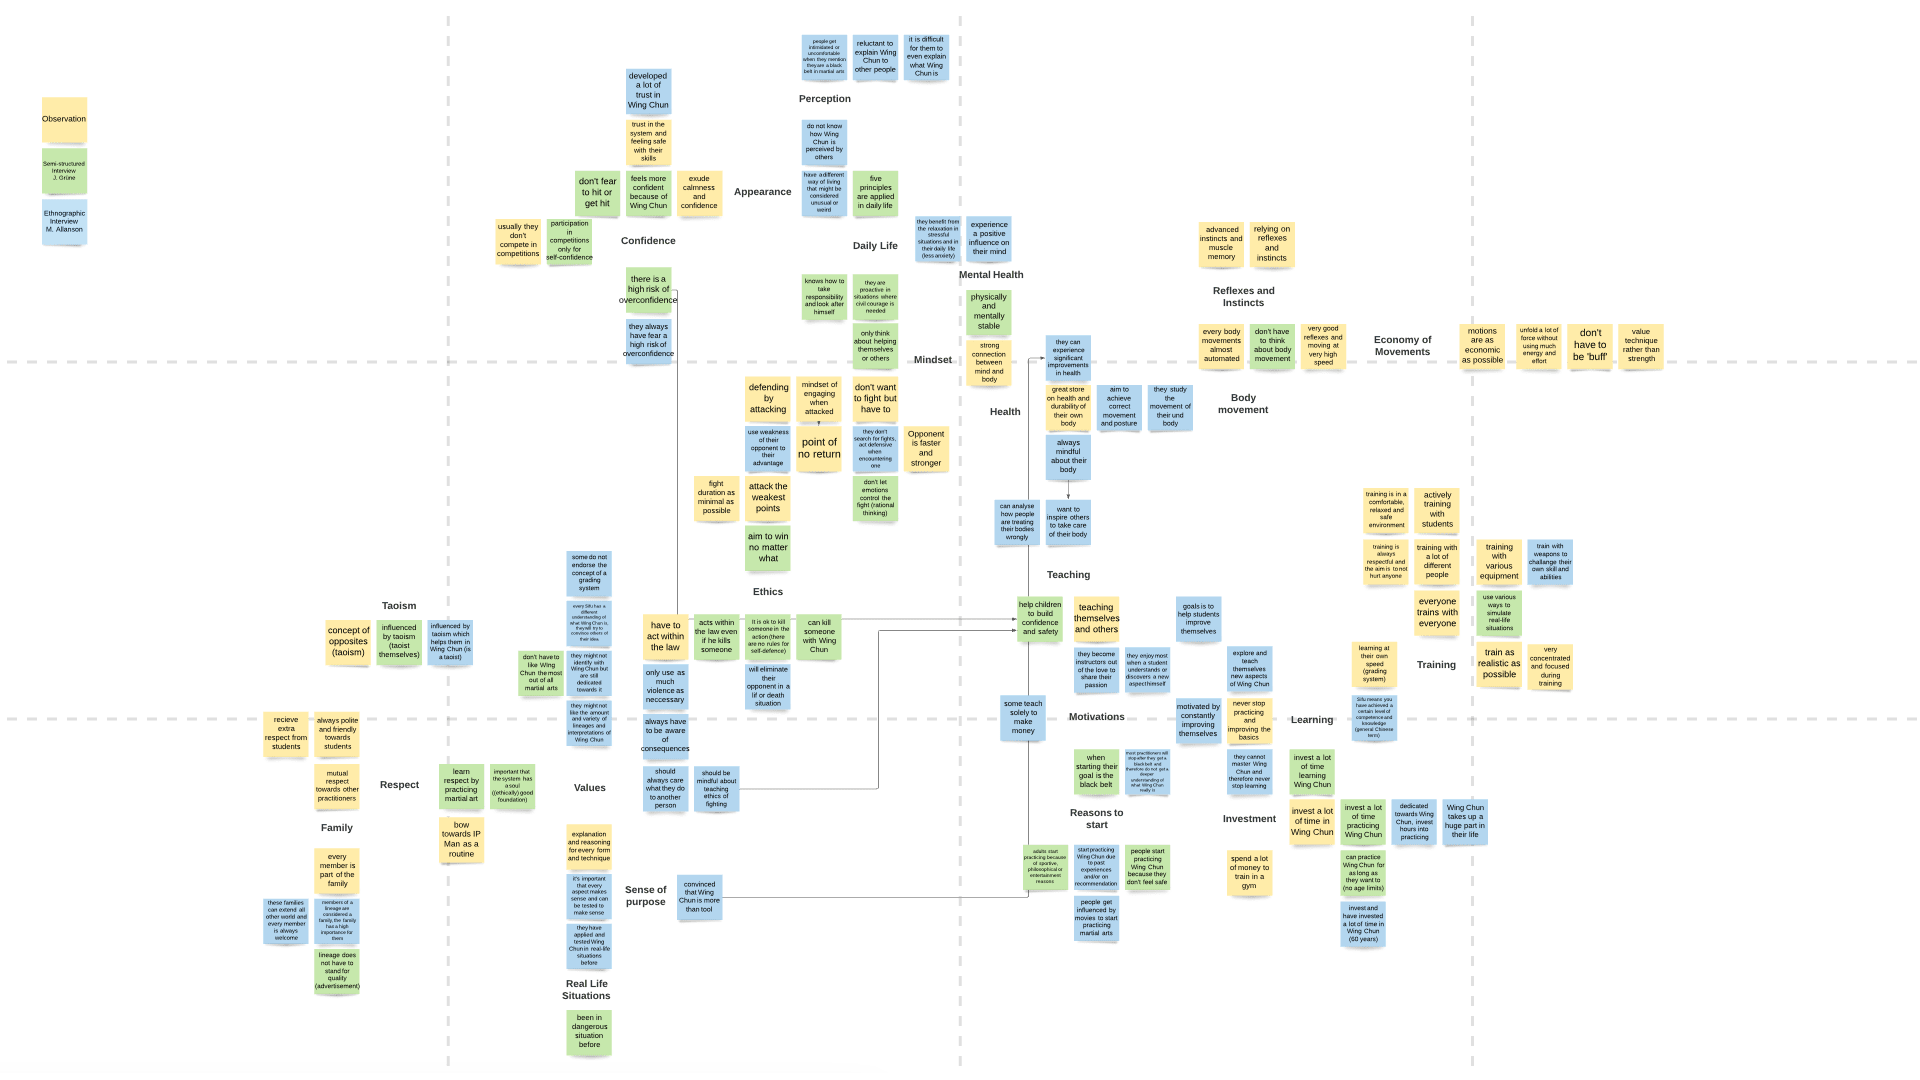 Observation
Semi-structured
Interview
J. Grüne
Ethnographic
Interview
M. Allanson
people get
intimidated or
uncomfortable
when they mention
they are a black
belt in martial arts
reluctant to
explain Wing
Chun to
other people
it is difficult
for them to
even explain
what Wing
Chun is
Perception
developed
a lot of
trust in
Wing Chun
trust in the
system and
feeling safe
with their
skills
don't fear
to hit or
get hit
feels more
confident
because of
Wing Chun
exude
calmness
and
confidence
Appearance
do not know
how Wing
Chun is
perceived by
others
have a different
way of living
that might be
considered
unusual or
weird
five
principles
are applied
in daily life
usually they
don't
compete in
competitions
participation
in
competitions
only for
self-confidence
Confidence
there is a
high risk of
overconfidence
they always
have fear a
high risk of
overconfidence
Daily Life
they benefit from
the relaxation in
stressful
situations and in
their daily life
(less anxiety)
experience
a positive
influence on
their mind
Mental Health
knows how to
take
responsibility
and look after
himself
they are
proactive in
situations where
civil courage is
needed
only think
about helping
themselves
or others
Mindset
physically
and
mentally
stable
strong
connection
between
mind and
body
advanced
instincts and
muscle
memory
relying on
reflexes
and
instincts
Reflexes and
Instincts
every body
movements
almost
automated
don't have
to think
about body
movement
very good
reflexes and
moving at
very high
speed
Economy of
Movements
motions
are as
economic
as possible
unfold a lot of
force without
using much
energy and
effort
don't
have to
be 'buff'
value
technique
rather than
strength
they can
experience
significant
improvements
in health
Health
great store
on health and
durability of
their own
body
aim to
achieve
correct
movement
and posture
they study
the
movement of
their und
body
Body
movement
always
mindful
about their
body
can analyse
how people
are treating
their bodies
wrongly
want to
inspire others
to take care
of their body
defending
by
attacking
mindset of
engaging
when
attacked
don't want
to fight but
have to
use weakness
of their
opponent to
their
advantage
point of
no return
they don't
search for fights,
act defensive
when
encountering
one
Opponent
is faster
and
stronger
fight
duration as
minimal as
possible
attack the
weakest
points
don't let
emotions
control the
fight (rational
thinking)
aim to win
no matter
what
Ethics
Teaching
training is in a
comfortable,
relaxed and
safe
environment
actively
training
with
students
training is
always
respectful and
the aim is to not
hurt anyone
training with
a lot of
different
people
training
with
various
equipment
train with
weapons to
challange their
own skill and
abilities
everyone
trains with
everyone
use various
ways to
simulate
real-life
situations
learning at
their own
speed
(grading
system)
Training
train as
realistic as
possible
very
concentrated
and focused
during
training
Sifu means you
have achieved a
certain level of
competence and
knowledge
(general Chinese
term)
some do not
endorse the
concept of a
grading
system
every Sifu has a
different
understanding of
what Wing Chun is,
they will try to
convince others of
their idea
don't have to
like Wing
Chun the most
out of all
martial arts
they might not
identify with
Wing Chun but
are still
dedicated
towards it
they might not
like the amount
and variety of
lineages and
interpretations of
Wing Chun
have to
act within
the law
acts within
the law even
if he kills
someone
It is ok to kill
someone in the
action (there
are no rules for
self-defence)
can kill
someone
with Wing
Chun
only use as
much
violence as
neccessary
will eliminate
their
opponent in a
lif or death
situation
always have
to be aware
of
consequences
should
always care
what they do
to another
person
should be
mindful about
teaching
ethics of
fighting
Values
Taoism
concept of
opposites
(taoism)
influenced
by taoism
(taoist
themselves)
influenced by
taoism which
helps them in
Wing Chun (is
a taoist)
help children
to build
confidence
and safety
teaching
themselves
and others
goals is to
help students
improve
themselves
they become
instructors out
of the love to
share their
passion
they enjoy most
when a student
understands or
discovers a new
aspect himself
explore and
teach
themselves
new aspects
of Wing Chun
some teach
solely to
make
money
Motivations
motivated by
constantly
improving
themselves
never stop
practicing
and
improving the
basics
Learning
when
starting their
goal is the
black belt
most practitioners will
stop after they get a
black belt and
therefore do not get a
deeper
understanding of
what Wing Chun
really is
they cannot
master Wing
Chun and
therefore never
stop learning
invest a lot
of time
learning
Wing Chun
Reasons to
start
Investment
invest a lot
of time in
Wing Chun
invest a lot
of time
practicing
Wing Chun
dedicated
towards Wing
Chun, invest
hours into
practicing
Wing Chun
takes up a
huge part in
their life
adults start
practicing because
of sportive,
philosophical or
entertainment
reasons
start practicing
Wing Chun due
to past
experiences
and/or on
recommendation
people start
practicing
Wing Chun
because they
don't feel safe
people get
influenced by
movies to start
practicing
martial arts
spend a lot
of money to
train in a
gym
can practice
Wing Chun for
as long as
they want to
(no age limits)
invest and
have invested
a lot of time in
Wing Chun
(60 years)
recieve
extra
respect from
students
always polite
and friendly
towards
students
mutual
respect
towards other
practitioners
Respect
learn
respect by
practicing
martial art
important that
the system has
a soul
((ethically) good
foundation)
bow
towards IP
Man as a
routine
Family
every
member is
part of the
family
these families
can extend all
other world and
every member
is always
welcome
members of a
lineage are
considered a
family, the family
has a high
importance for
them
lineage does
not have to
stand for
quality
(advertisement)
explanation
and reasoning
for every form
and technique
it's important
that every
aspect makes
sense and can
be tested to
make sense
Sense of
purpose
convinced
that Wing
Chun is more
than tool
they have
applied and
tested Wing
Chun in real-life
situations
before
Real Life
Situations
been in
dangerous
situation
before